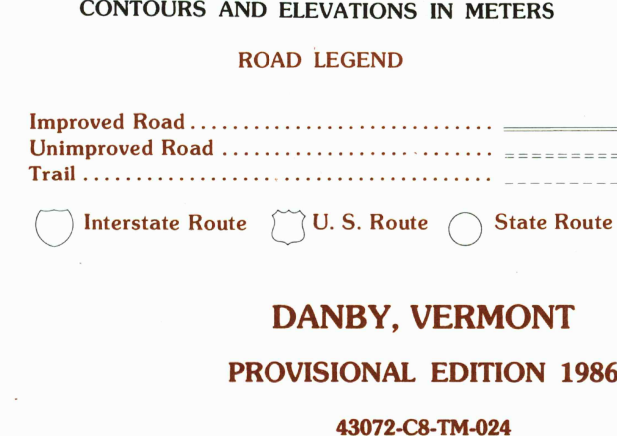 CONTOURS AND ELEVATIONS IN METERS
ROAD LEGEND
Improved Road
Unimproved Road
Trail
Interstate Route U. S. Route State Route
DANBY, VERMONT
PROVISIONAL EDITION 1986
43072-C8-TM-024